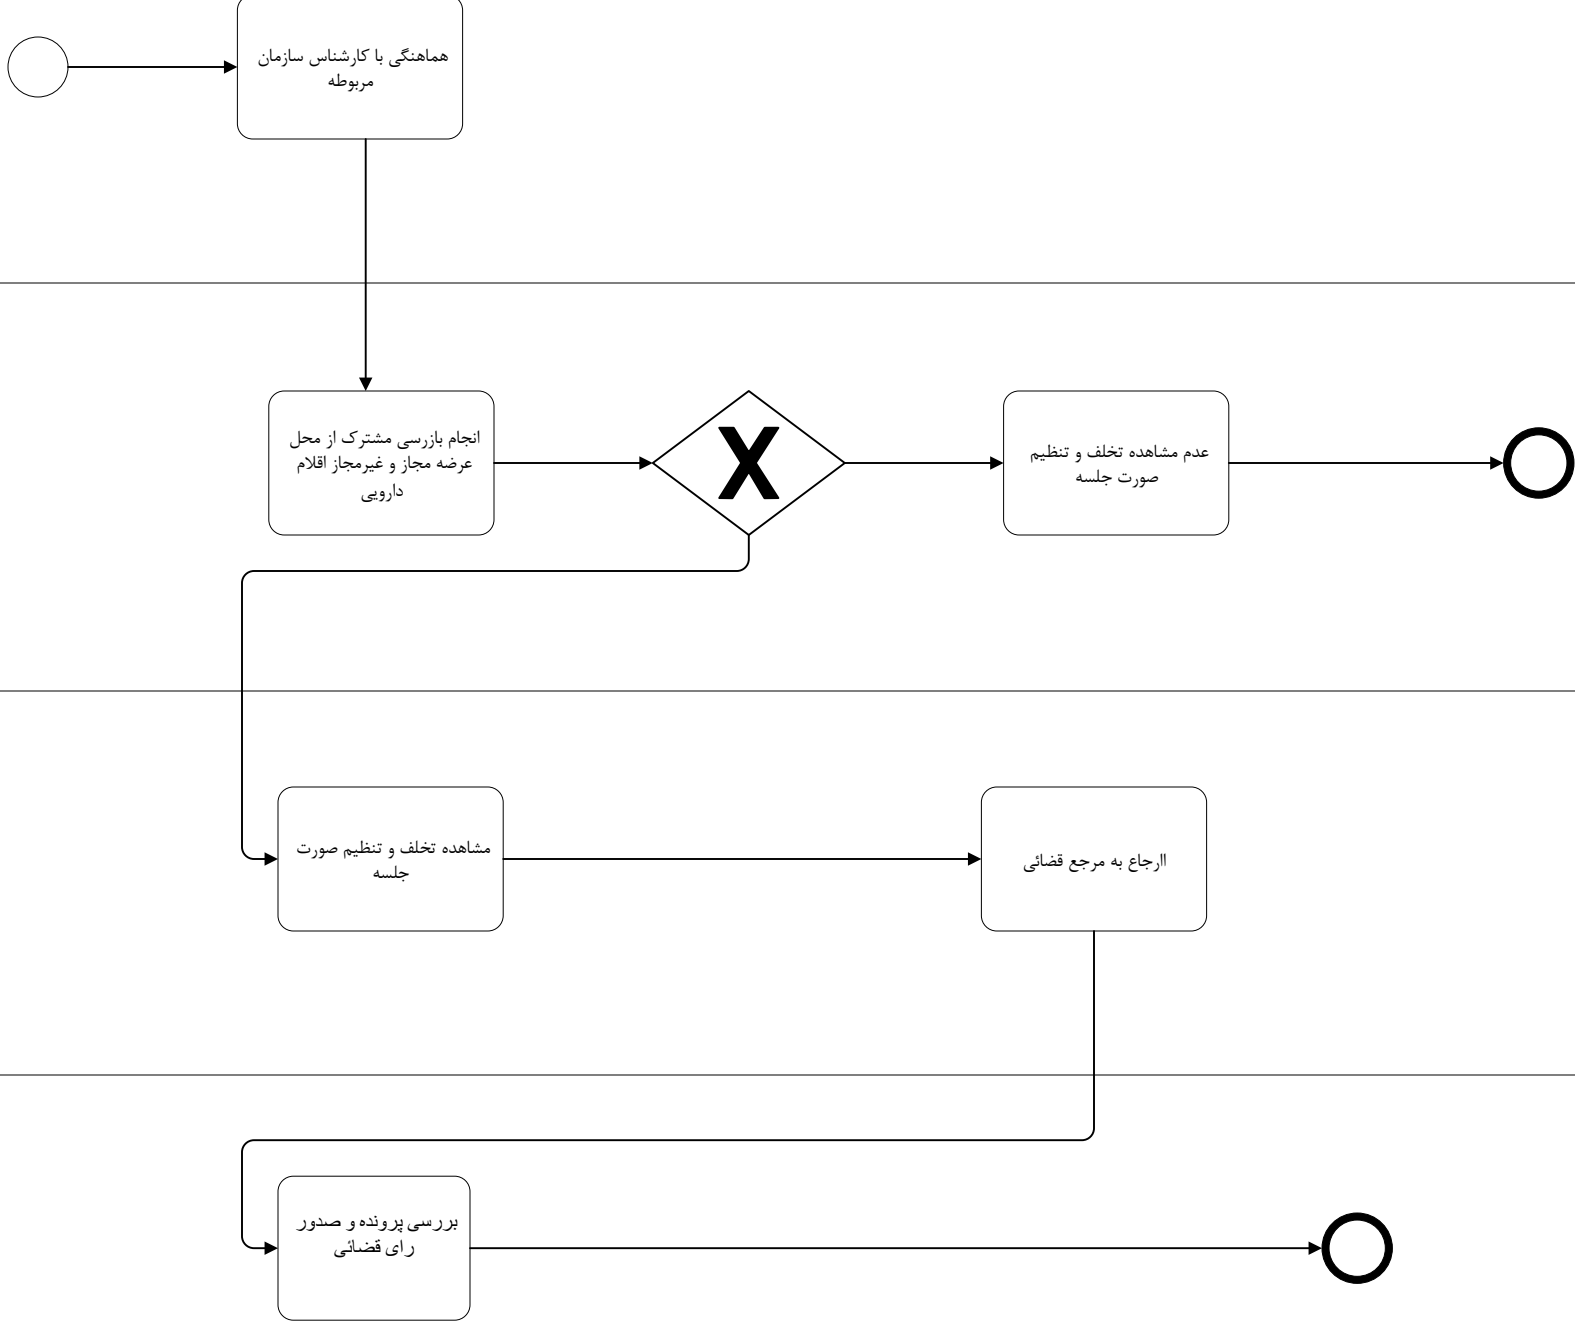 هماهنگی با کارشناس سازمان
مربوطه
انجام بازرسی مشترک از محل
عرضه مجاز و غیرمجاز اقلام
دارویی
X
عدم مشاهده تخلف و تنظیم
صورت جلسه
مشاهده تخلف و تنظیم صورت
جلسه
اارجاع به مرجع قضائی
بررسی پرونده و صدور
رای قضائی